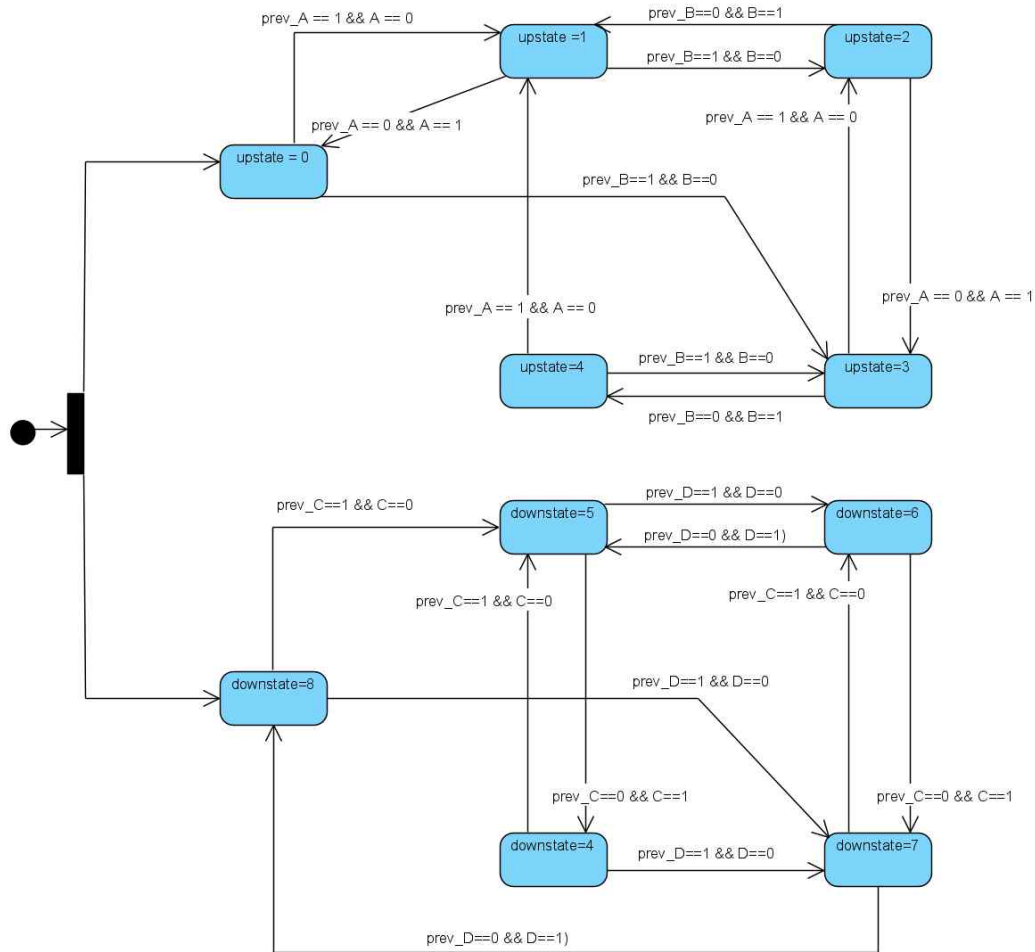 prev_B==0 && B==1
prev_A == 1 && A == 0
upstate =1
upstate=2
prev_B==1 && B==0
prev_A == 0 && A == 1
prev_A == 1 && A == 0
upstate = 0
prev_B==1 && B==0
prev_A == 0 && A == 1
prev_A == 1 && A == 0
prev_B==1 && B==0
upstate=4
upstate=3
prev_B==0 && B==1
prev_D==1 && D==0
prev_C==1 && C==0
downstate=5
downstate=6
prev_D==0 && D==1)
prev_C==1 && C==0
prev_C==1 && C==0
downstate=8
prev_D==1 && D==0
prev_C==0 && C==1
prev_C==0 && C==1
downstate=4
prev_D==1 && D==0
downstate=7
prev_D==0 && D==1)